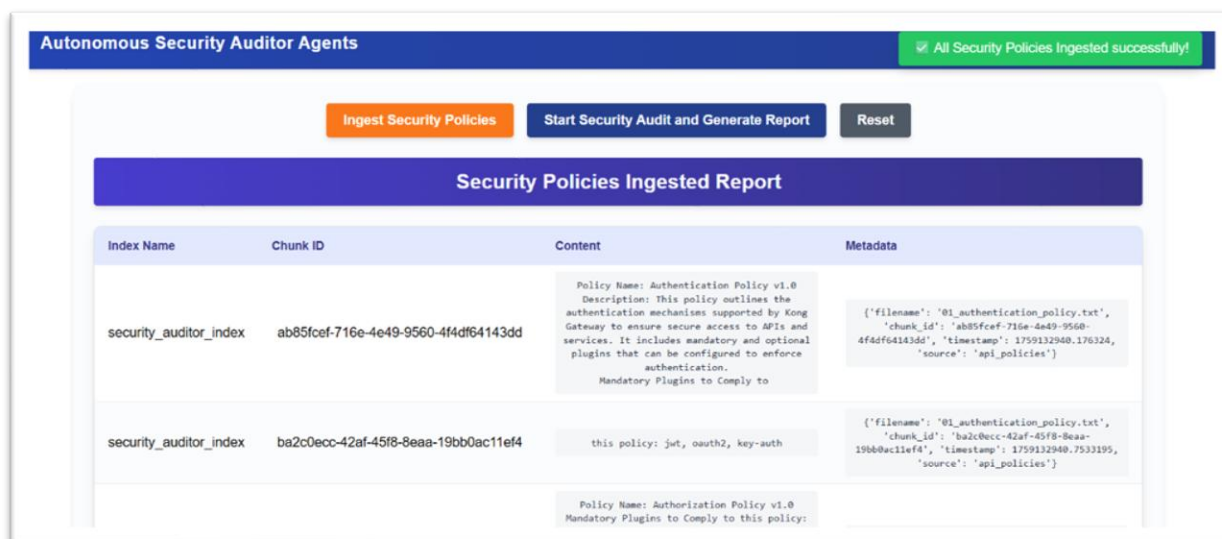 Autonomous Security Auditor Agents
All Security Policies Ingested successfully!
Ingest Security Policies
Start Security Audit and Generate Report
Reset
Security Policies Ingested Report
Index Name
Chunk ID
Content
Metadata
security_auditor_index
ab85fcef-716e-4e49-9560-4f4df64143dd
Policy Name: Authentication Policy v1.0
Description: This policy outlines the
authentication mechanisms supported by Kong
Gateway to ensure secure access to APIs and
services. It includes mandatory and optional
plugins that can be configured to enforce
authentication.
Mandatory Plugins to Comply to
{'filename': '01_authentication_policy.txt',
'chunk_id': 'ab85fcef-716e-4e49-9560-
4f4df64143dd', 'timestamp': 1759132940.176324,
'source': 'api_policies'}
security_auditor_index
ba2c0ecc-42af-45f8-8eaa-19bb0ac11ef4
this policy: jwt, oauth2, key-auth
{'filename': '01_authentication_policy.txt',
'chunk_id': 'ba2c0ecc-42af-45f8-8eaa-
19bb0ac11ef4', 'timestamp': 1759132940.7533195,
'source': 'api_policies'}
Policy Name: Authorization Policy v1.0
Mandatory Plugins to Comply to this policy: